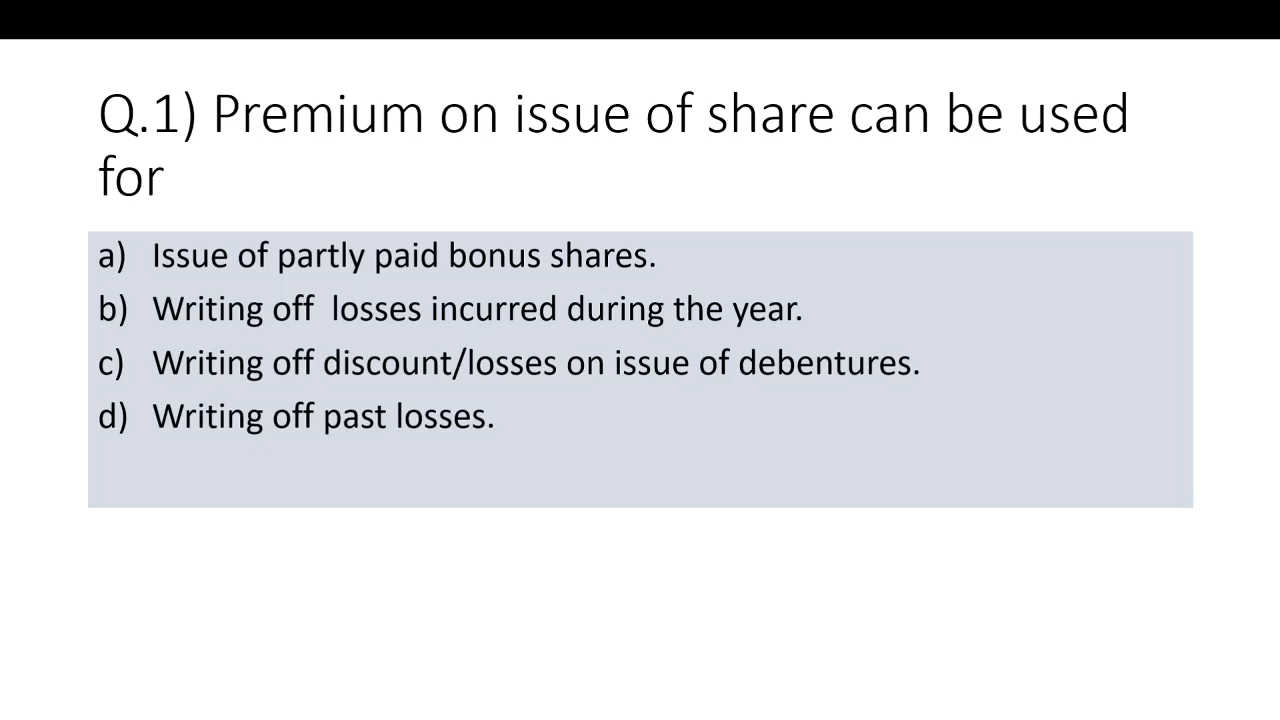 Q.1) Premium on issue of share can be used
for
a) Issue of partly paid bonus shares.
b) Writing off  losses incurred during the year.
c) Writing off discount/losses on issue of debentures.
d) Writing off past losses.